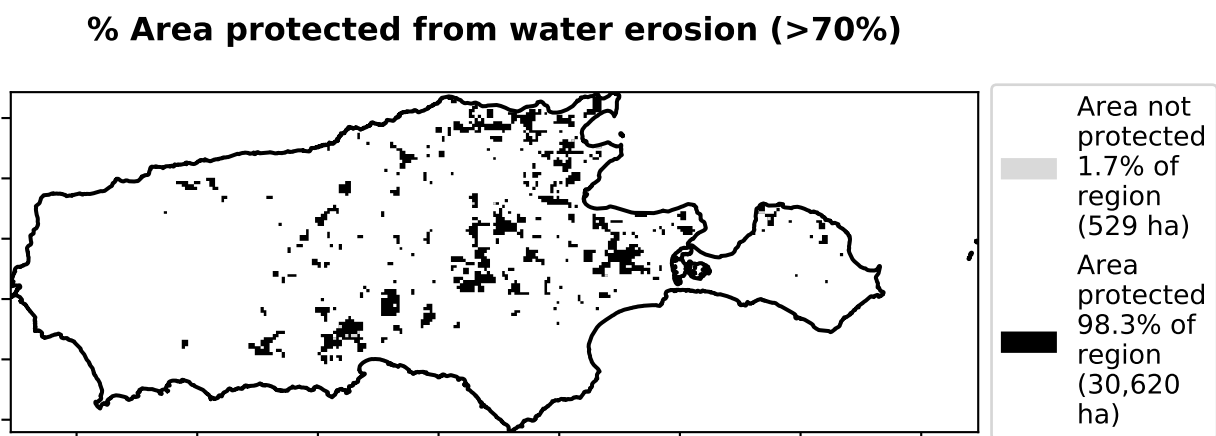 % Area protected from water erosion (>70%)
Area not
protected
1.7% of
region
(529 ha)
Area
protected
98.3% of
region
(30,620
ha)